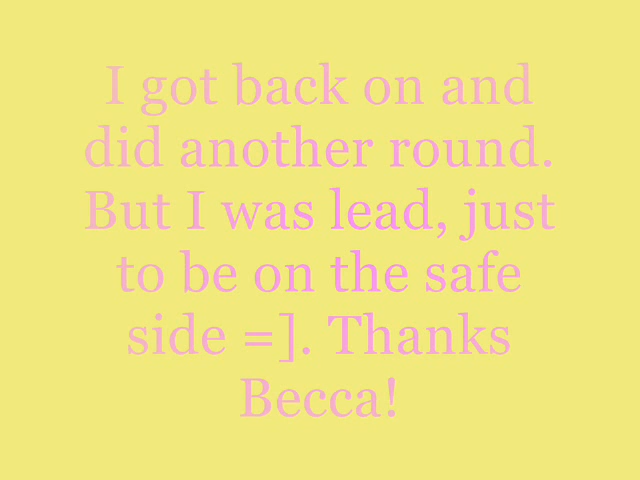 I got back on and
did another round.
But I was lead, just
to be on the safe
side =]. Thanks
Becca!